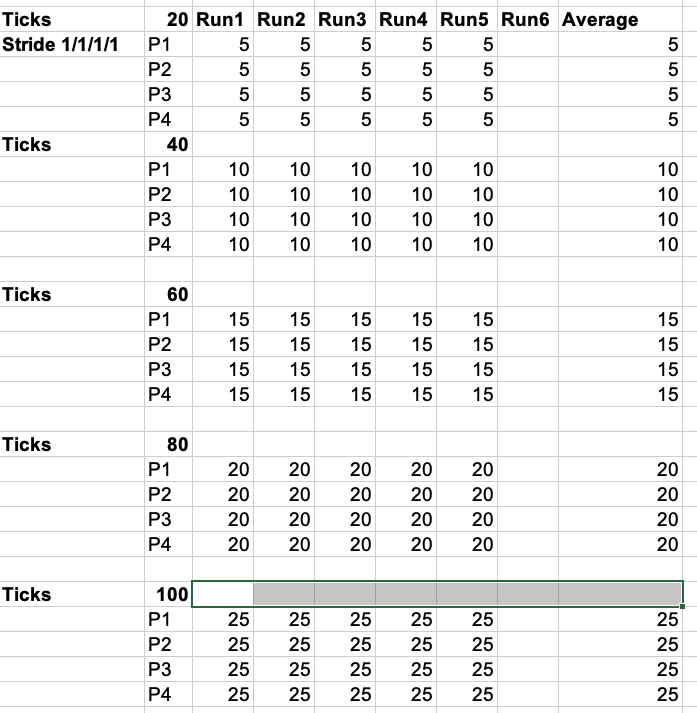 Ticks 20 Run1 Run2 Run3 Run4 Run5 Run6 Average
Stride 1/1/1/1 P1 5 5 5 5 5 5
P2 5 5 5 5 5 5
P3 5 5 5 5 5 5
P4 5 5 5 5 5 5
Ticks 40
P1 10 10 10 10 10 10
P2 10 10 10 10 10 10
P3 10 10 10 10 10 10
P4 10 10 10 10 10 10
Ticks 60
P1 15 15 15 15 15 15
P2 15 15 15 15 15 15
P3 15 15 15 15 15 15
P4 15 15 15 15 15 15
Ticks 80
P1 20 20 20 20 20 20
P2 20 20 20 20 20 20
P3 20 20 20 20 20 20
P4 20 20 20 20 20 20
Ticks 100
P1 25 25 25 25 25 25
P2 25 25 25 25 25 25
P3 25 25 25 25 25 25
P4 25 25 25 25 25 25